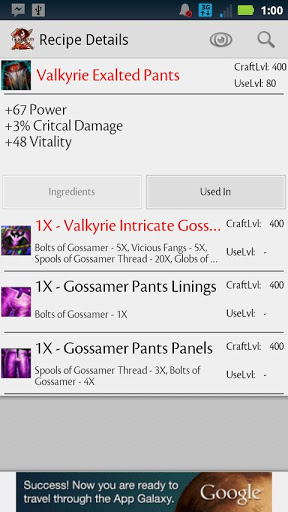 1:00
Recipe Details
Valkyrie Exalted Pants
CraftLvl: 400
UseLvl: 80
+67 Power
+3% Critcal Damage
+48 Vitality
Ingredients
Used In
1X - Valkyrie Intricate Goss...
CraftLvl: 400
Bolts of Gossamer - 5X, Vicious Fangs - 5X,
UseLvl: -
Spools of Gossamer Thread - 20X, Globs of ...
1X - Gossamer Pants Linings
CraftLvl: 400
Bolts of Gossamer - 1X
UseLvl: -
1X - Gossamer Pants Panels
CraftLvl: 400
Spools of Gossamer Thread - 3X, Bolts of
UseLvl: -
Gossamer - 4X
Success! Now you are ready to
travel through the App Galaxy.
Google